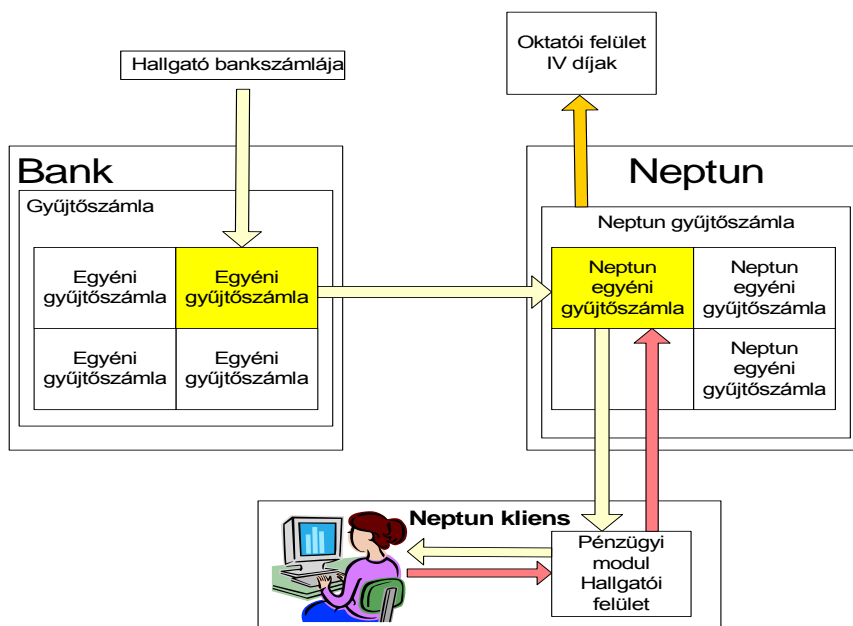 Hallgató bankszámlája
Oktatói felület
IV díjak
Bank
Gyűjtőszámla
Egyéni
gyűjtőszámla
Egyéni
gyűjtőszámla
Egyéni
gyűjtőszámla
Egyéni
gyűjtőszámla
Neptun
Neptun gyűjtőszámla
Neptun
egyéni
gyűjtőszámla
Neptun
egyéni
gyűjtőszámla
Neptun
egyéni
gyűjtőszámla
Neptun kliens
Pénzügyi
modul
Hallgatói
felület